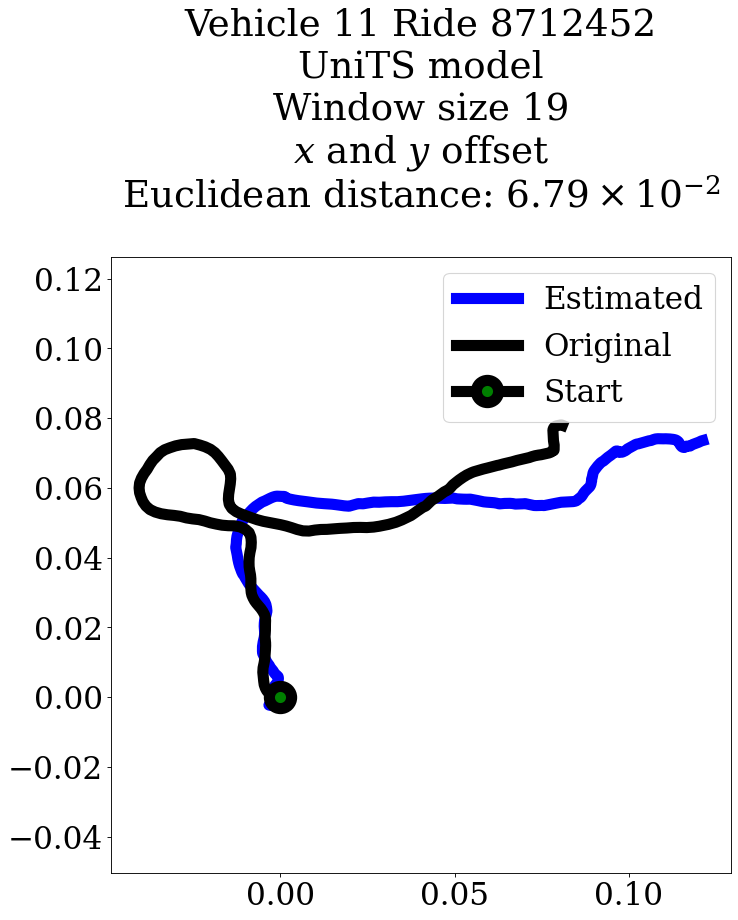 Vehicle 11 Ride 8712452
UniTS model
Window size 19
x and y offset
Euclidean distance: 6.79 × 10⁻²
Estimated
Original
Start
0.12
0.10
0.08
0.06
0.04
0.02
0.00
−0.02
−0.04
0.00 0.05 0.10